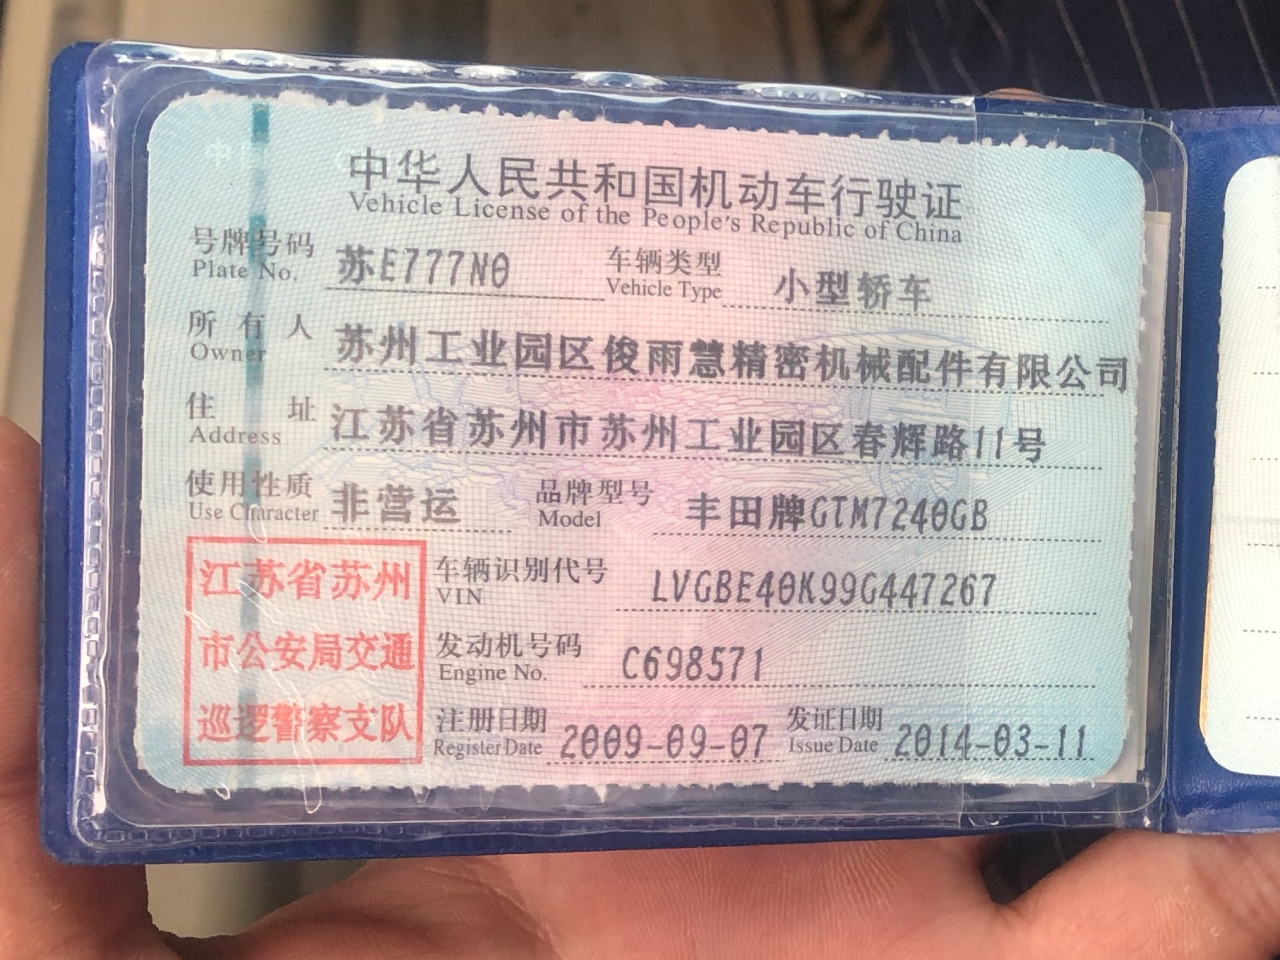 中华人民共和国机动车行驶证
Vehicle License of the People's Republic of China
号牌号码 苏E777N0 车辆类型 小型轿车
Plate No. Vehicle Type
所有人 苏州工业园区俊雨慧精密机械配件有限公司
Owner
住址 江苏省苏州市苏州工业园区春辉路11号
Address
使用性质 非营运 品牌型号 丰田牌GTM7240GB
Use Character Model
江苏省苏州
市公安局交通
巡逻警察支队
车辆识别代号 LVGBE40K99G447267
VIN
发动机号码 C698571
Engine No.
注册日期 2009-09-07 发证日期 2014-03-11
Register Date Issue Date